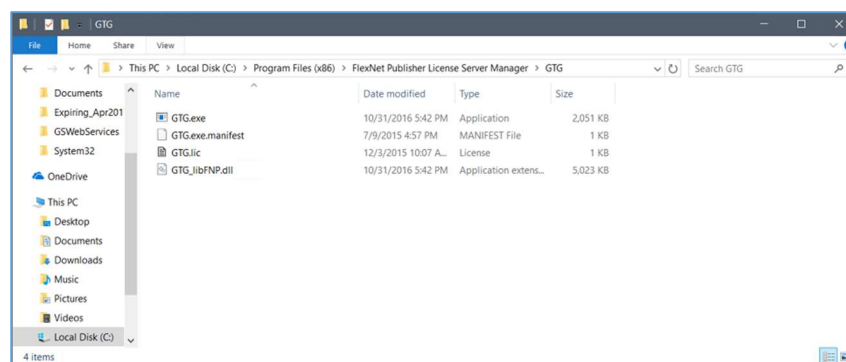 GTG
File Home Share View
This PC > Local Disk (C:) > Program Files (x86) > FlexNet Publisher License Server Manager > GTG
Search GTG
Documents
Expiring_Apr201
GSWebServices
System32
OneDrive
This PC
Desktop
Documents
Downloads
Music
Pictures
Videos
Local Disk (C:)
Name Date modified Type Size
GTG.exe 10/31/2016 5:42 PM Application 2,051 KB
GTG.exe.manifest 7/9/2015 4:57 PM MANIFEST File 1 KB
GTG.lic 12/3/2015 10:07 A... License 1 KB
GTG_libFNP.dll 10/31/2016 5:42 PM Application extens... 5,023 KB
4 items